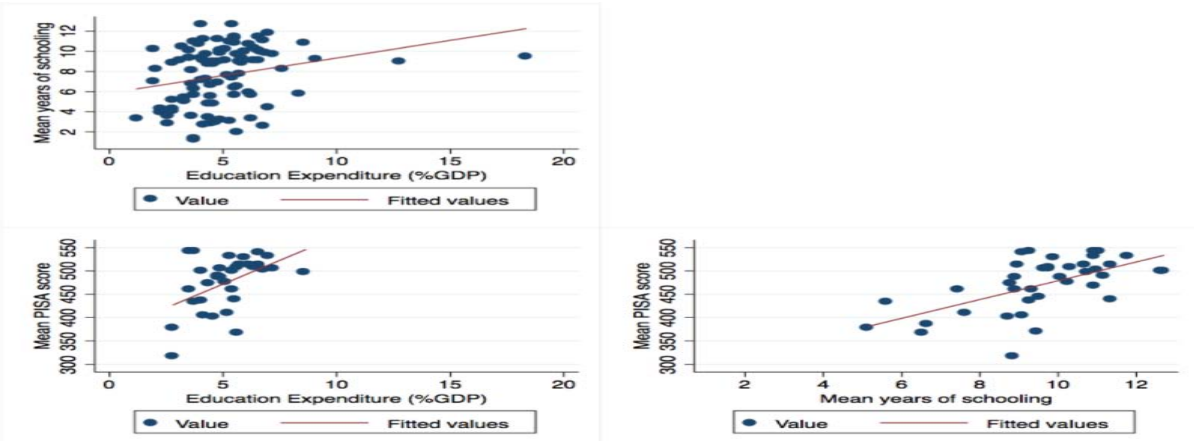 Mean years of schooling
12
10
8
6
4
2
0 5 10 15 20
Education Expenditure (%GDP)
Value Fitted values
Mean PISA score
550
500
450
400
350
300
0 5 10 15 20
Education Expenditure (%GDP)
Value Fitted values
Mean PISA score
550
500
450
400
350
300
2 4 6 8 10 12
Mean years of schooling
Value Fitted values